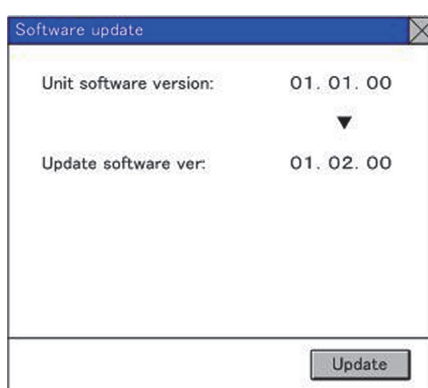 Software update
Unit software version: 01. 01. 00
▼
Update software ver: 01. 02. 00
Update